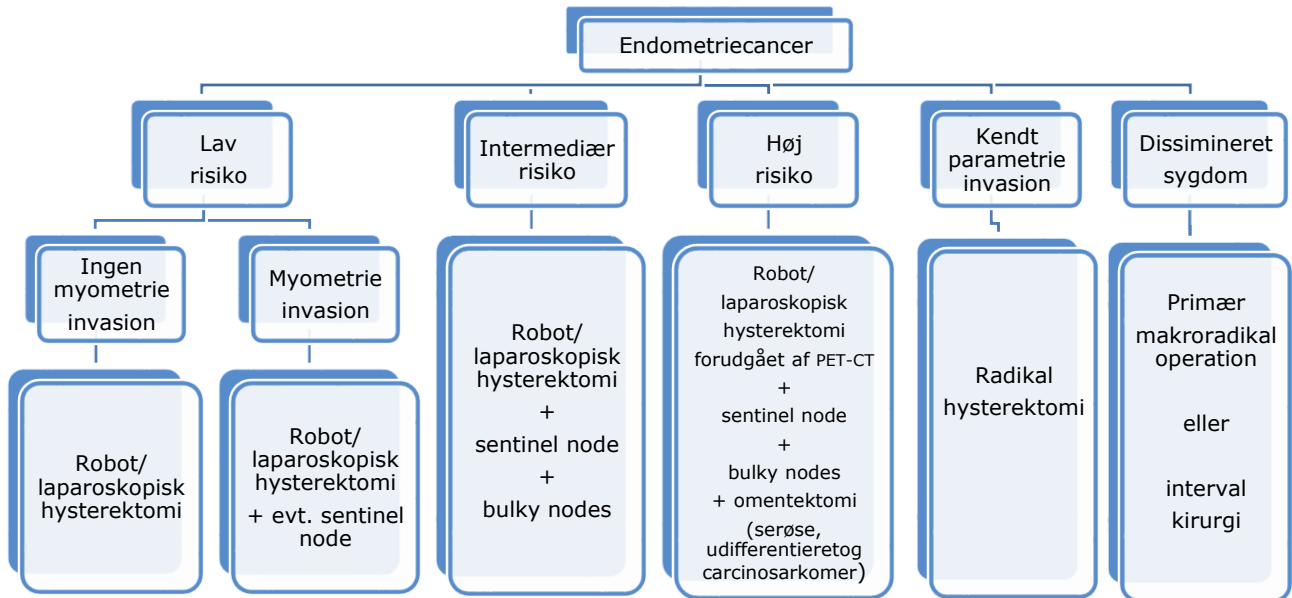 Endometriecancer
Lav
risiko
Intermediær
risiko
Høj
risiko
Kendt
parametrie
invasion
Dissimineret
sygdom
Ingen
myometrie
invasion
Myometrie
invasion
Robot/
laparoskopisk
hysterektomi
Robot/
laparoskopisk
hysterektomi
+ evt. sentinel
node
Robot/
laparoskopisk
hysterektomi
+
sentinel node
+
bulky nodes
Robot/
laparoskopisk
hysterektomi
forudgået af PET-CT
+
sentinel node
+
bulky nodes
+ omentektomi
(serøse,
udifferentieretog
carcinosarkomer)
Radikal
hysterektomi
Primær
makroradikal
operation
eller
interval
kirurgi